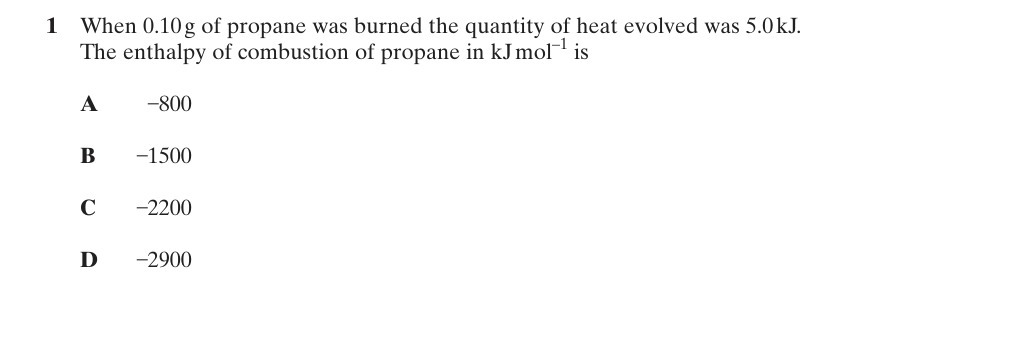 1 When 0.10 g of propane was burned the quantity of heat evolved was 5.0 kJ.
The enthalpy of combustion of propane in kJ mol⁻¹ is
A −800
B −1500
C −2200
D −2900